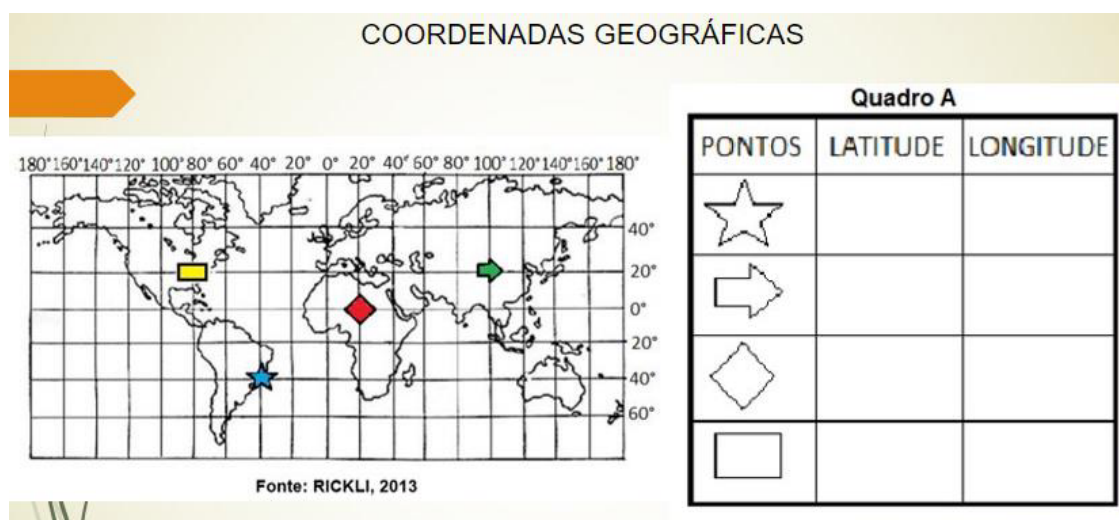 COORDENADAS GEOGRÁFICAS
180° 160° 140° 120° 100° 80° 60° 40° 20° 0° 20° 40° 60° 80° 100° 120° 140° 160° 180°
40°
20°
0°
20°
40°
60°
Fonte: RICKLI, 2013
Quadro A
PONTOS LATITUDE LONGITUDE